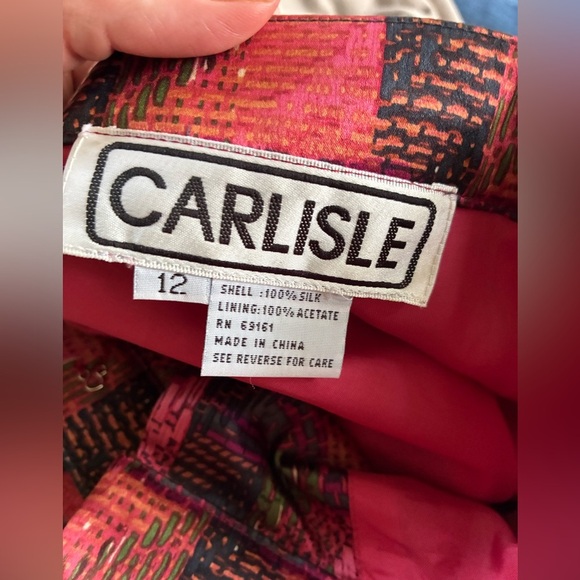 CARLISLE
12
SHELL :100% SILK
LINING:100% ACETATE
RN 69161
MADE IN CHINA
SEE REVERSE FOR CARE